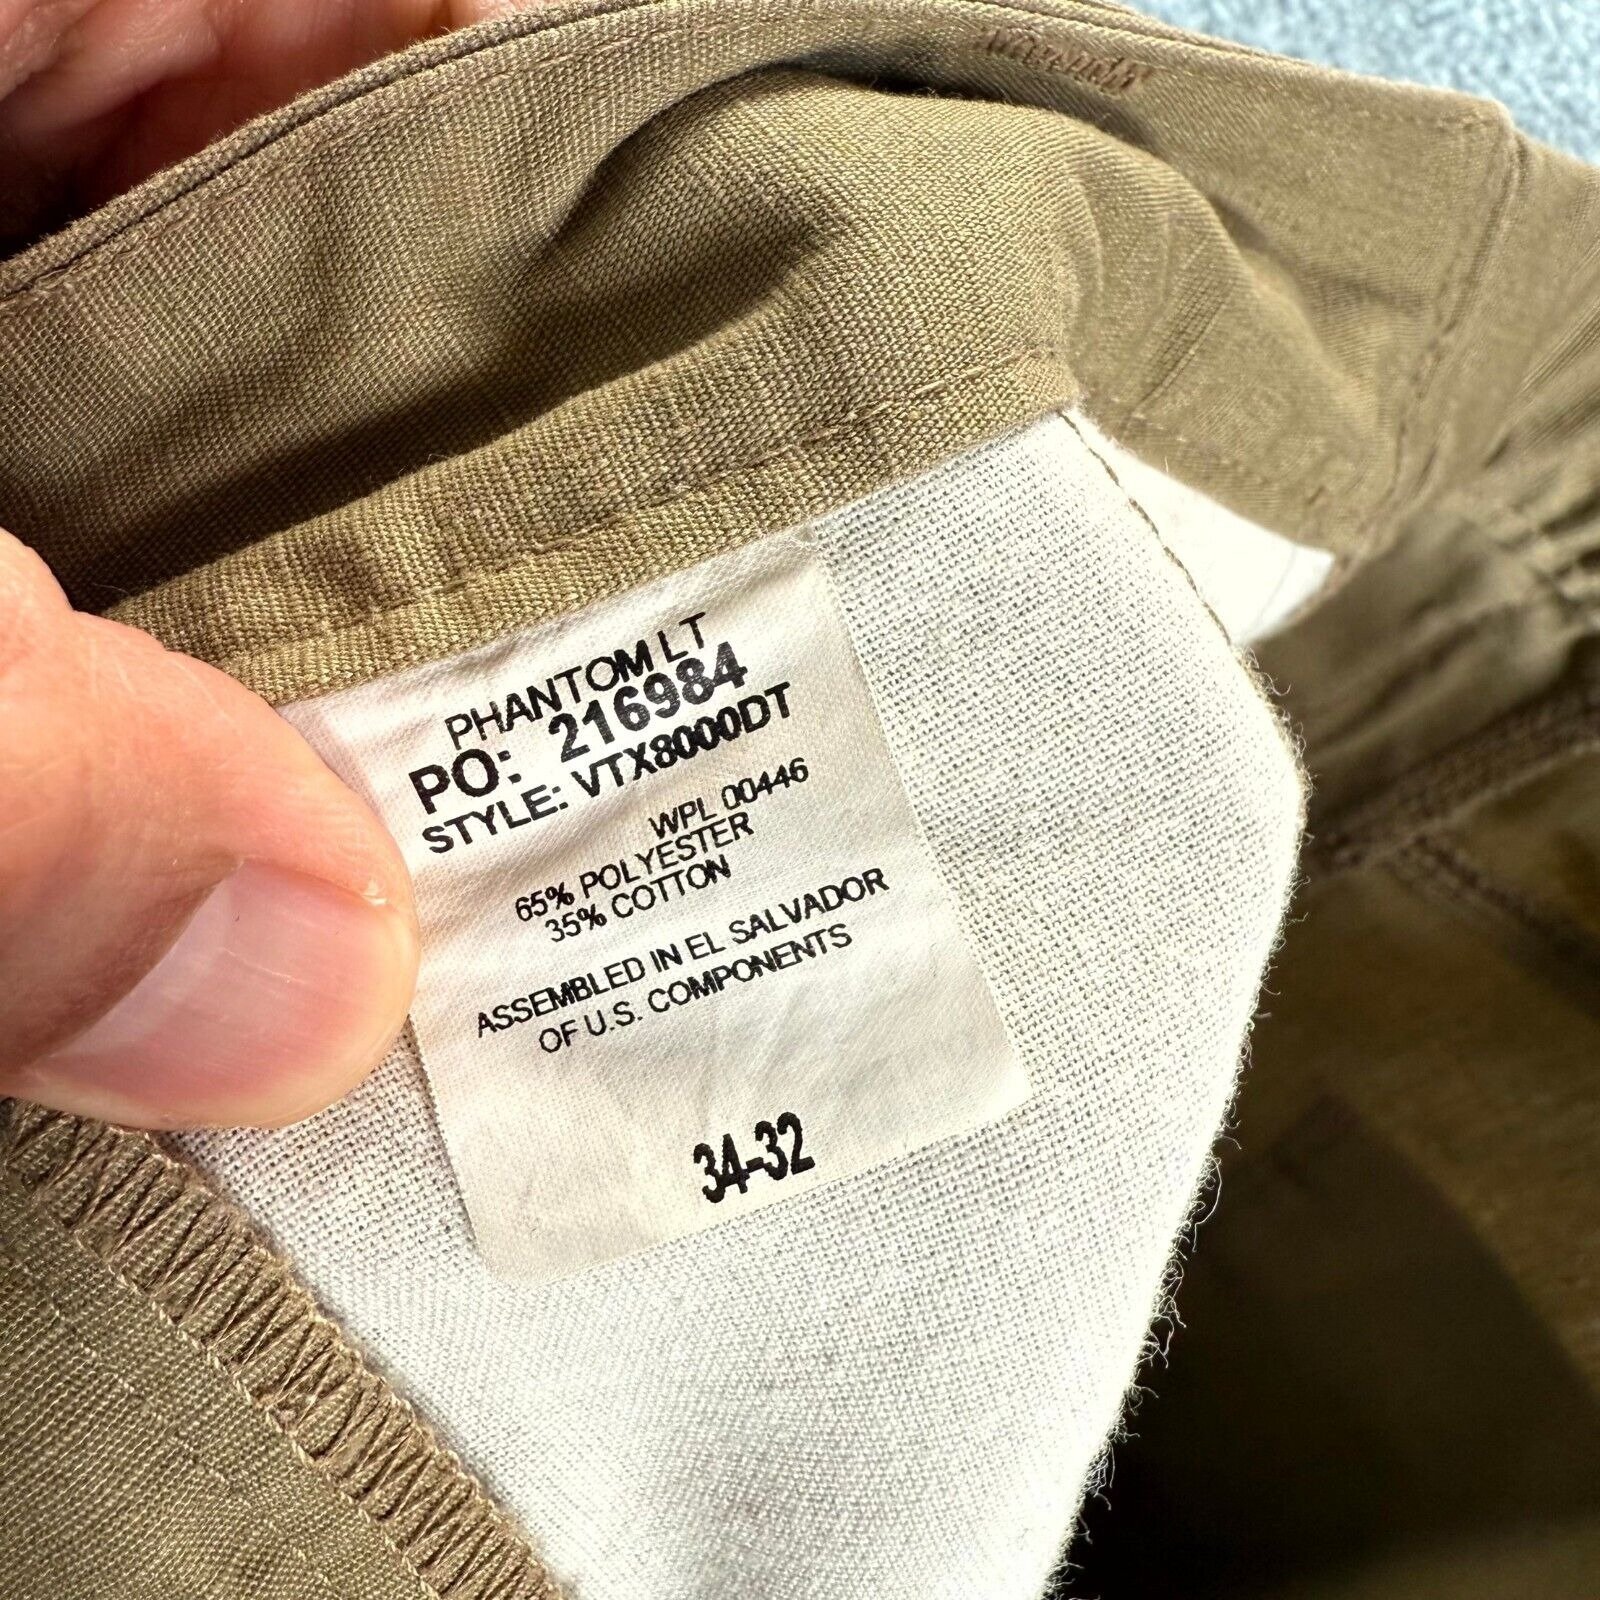 PHANTOM LT
PO: 216984
STYLE: VTX8000DT
WPL 00446
65% POLYESTER
35% COTTON
ASSEMBLED IN EL SALVADOR
OF U.S. COMPONENTS
34-32